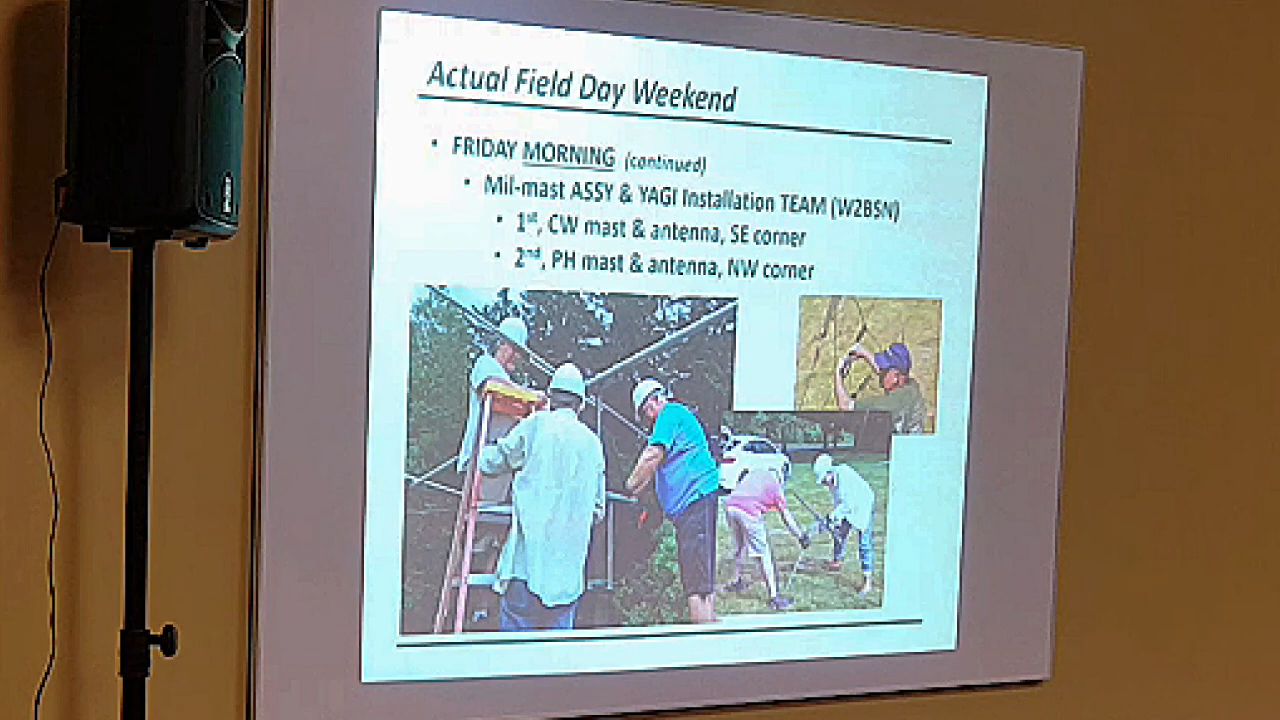 Actual Field Day Weekend
• FRIDAY MORNING (continued)
• Mil-mast ASSY & YAGI Installation TEAM (W2BSN)
• 1st, CW mast & antenna, SE corner
• 2nd, PH mast & antenna, NW corner